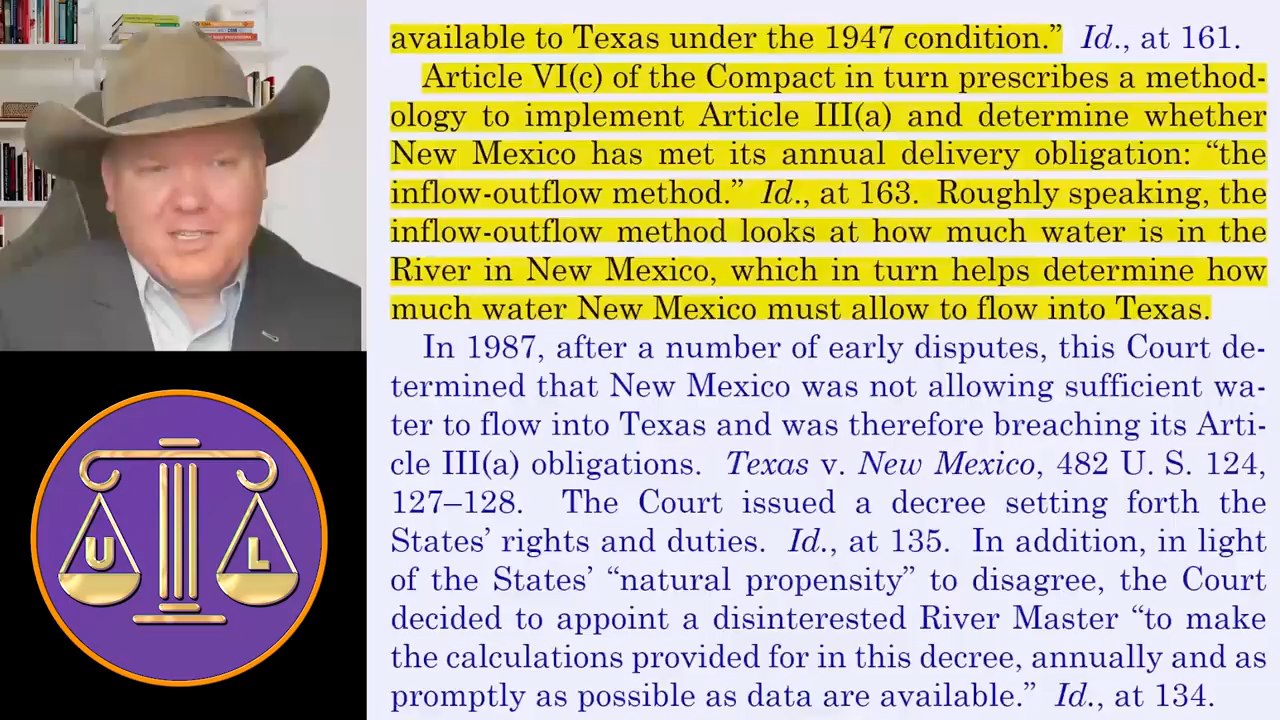 available to Texas under the 1947 condition.” Id., at 161.
Article VI(c) of the Compact in turn prescribes a method-
ology to implement Article III(a) and determine whether
New Mexico has met its annual delivery obligation: “the
inflow-outflow method.” Id., at 163. Roughly speaking, the
inflow-outflow method looks at how much water is in the
River in New Mexico, which in turn helps determine how
much water New Mexico must allow to flow into Texas.
In 1987, after a number of early disputes, this Court de-
termined that New Mexico was not allowing sufficient wa-
ter to flow into Texas and was therefore breaching its Arti-
cle III(a) obligations. Texas v. New Mexico, 482 U. S. 124,
127–128. The Court issued a decree setting forth the
States’ rights and duties. Id., at 135. In addition, in light
of the States’ “natural propensity” to disagree, the Court
decided to appoint a disinterested River Master “to make
the calculations provided for in this decree, annually and as
promptly as possible as data are available.” Id., at 134.
U L